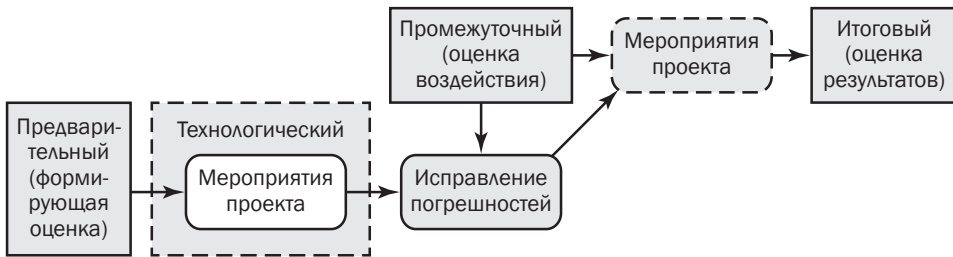 Предвари-
тельный
(форми-
рующая
оценка)
Технологический
Мероприятия
проекта
Промежуточный
(оценка
воздействия)
Исправление
погрешностей
Мероприятия
проекта
Итоговый
(оценка
результатов)